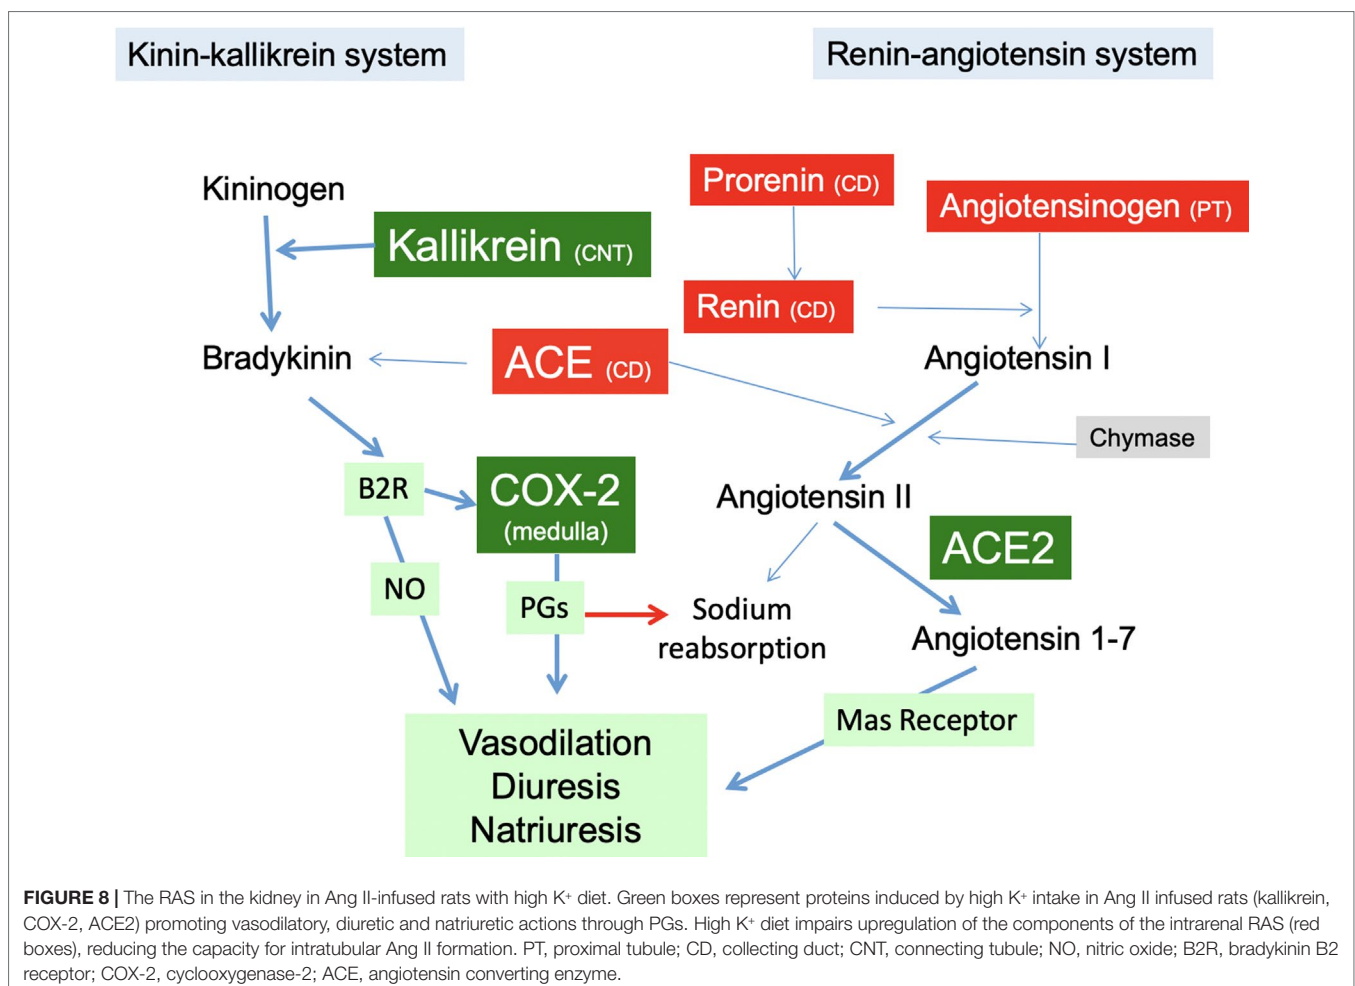 Kinin-kallikrein system
Renin-angiotensin system
Kininogen
Prorenin (CD)
Angiotensinogen (PT)
Kallikrein (CNT)
Renin (CD)
Bradykinin
ACE (CD)
Angiotensin I
Chymase
B2R
COX-2
(medulla)
Angiotensin II
ACE2
NO
PGs
Sodium
reabsorption
Angiotensin 1-7
Mas Receptor
Vasodilation
Diuresis
Natriuresis
FIGURE 8 | The RAS in the kidney in Ang II-infused rats with high K⁺ diet. Green boxes represent proteins induced by high K⁺ intake in Ang II infused rats (kallikrein,
COX-2, ACE2) promoting vasodilatory, diuretic and natriuretic actions through PGs. High K⁺ diet impairs upregulation of the components of the intrarenal RAS (red
boxes), reducing the capacity for intratubular Ang II formation. PT, proximal tubule; CD, collecting duct; CNT, connecting tubule; NO, nitric oxide; B2R, bradykinin B2
receptor; COX-2, cyclooxygenase-2; ACE, angiotensin converting enzyme.